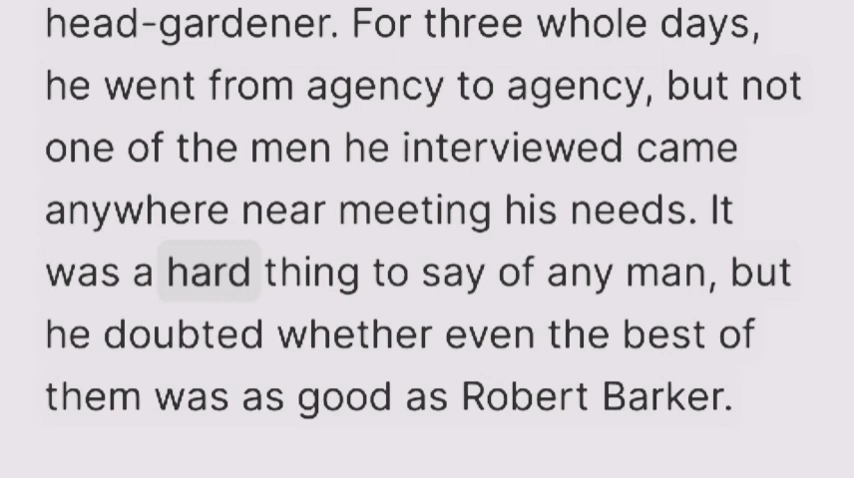 head-gardener. For three whole days,
he went from agency to agency, but not
one of the men he interviewed came
anywhere near meeting his needs. It
was a hard thing to say of any man, but
he doubted whether even the best of
them was as good as Robert Barker.